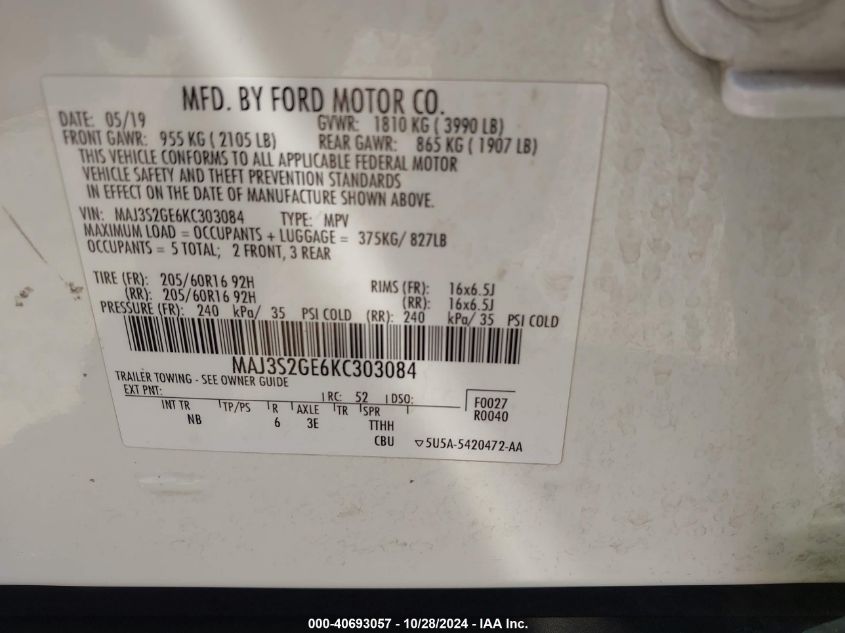 MFD. BY FORD MOTOR CO.
DATE: 05/19 GVWR: 1810 KG ( 3990 LB)
FRONT GAWR: 955 KG ( 2105 LB) REAR GAWR: 865 KG ( 1907 LB)
THIS VEHICLE CONFORMS TO ALL APPLICABLE FEDERAL MOTOR
VEHICLE SAFETY AND THEFT PREVENTION STANDARDS
IN EFFECT ON THE DATE OF MANUFACTURE SHOWN ABOVE.
VIN: MAJ3S2GE6KC303084 TYPE: MPV
MAXIMUM LOAD = OCCUPANTS + LUGGAGE = 375KG/ 827LB
OCCUPANTS = 5 TOTAL; 2 FRONT, 3 REAR
TIRE (FR): 205/60R16 92H RIMS (FR): 16x6.5J
(RR): 205/60R16 92H (RR): 16x6.5J
PRESSURE (FR): 240 kPa/ 35 PSI COLD (RR): 240 kPa/ 35 PSI COLD
MAJ3S2GE6KC303084
TRAILER TOWING - SEE OWNER GUIDE
EXT PNT: RC: 52 DSO: F0027
R0040
INT TR TP/PS R AXLE TR SPR
NB 6 3E TTHH
CBU ▽5U5A-5420472-AA
000-40693057 - 10/28/2024 - IAA Inc.